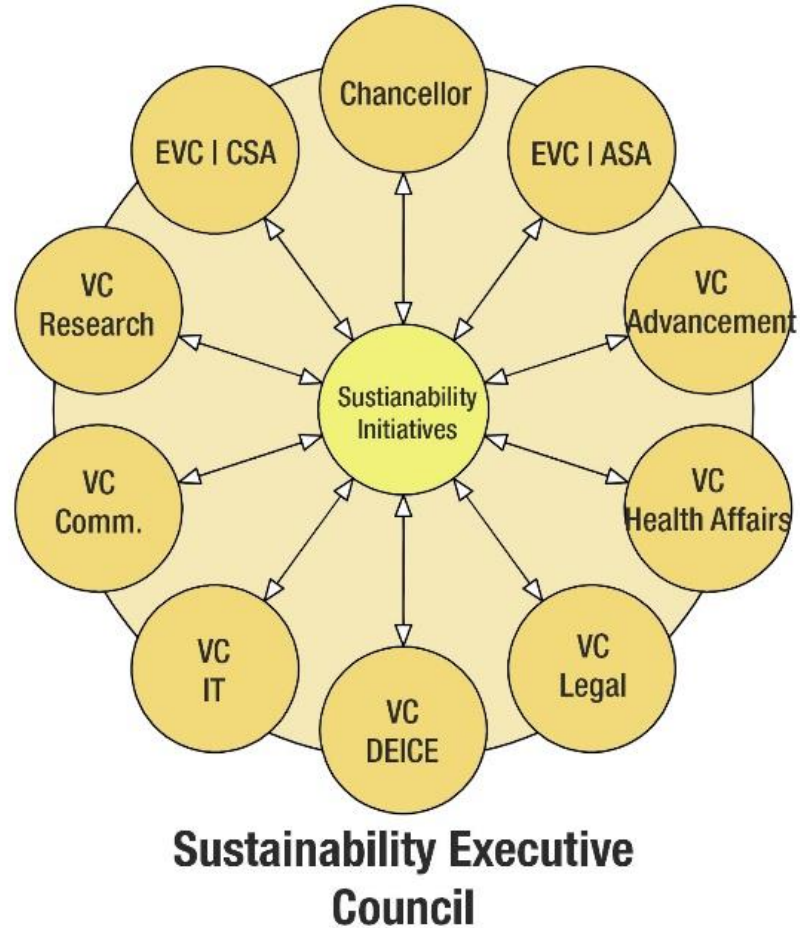 Chancellor
EVC | CSA
EVC | ASA
VC
Research
VC
Advancement
Sustianability
Initiatives
VC
Comm.
VC
Health Affairs
VC
IT
VC
Legal
VC
DEICE
Sustainability Executive
Council